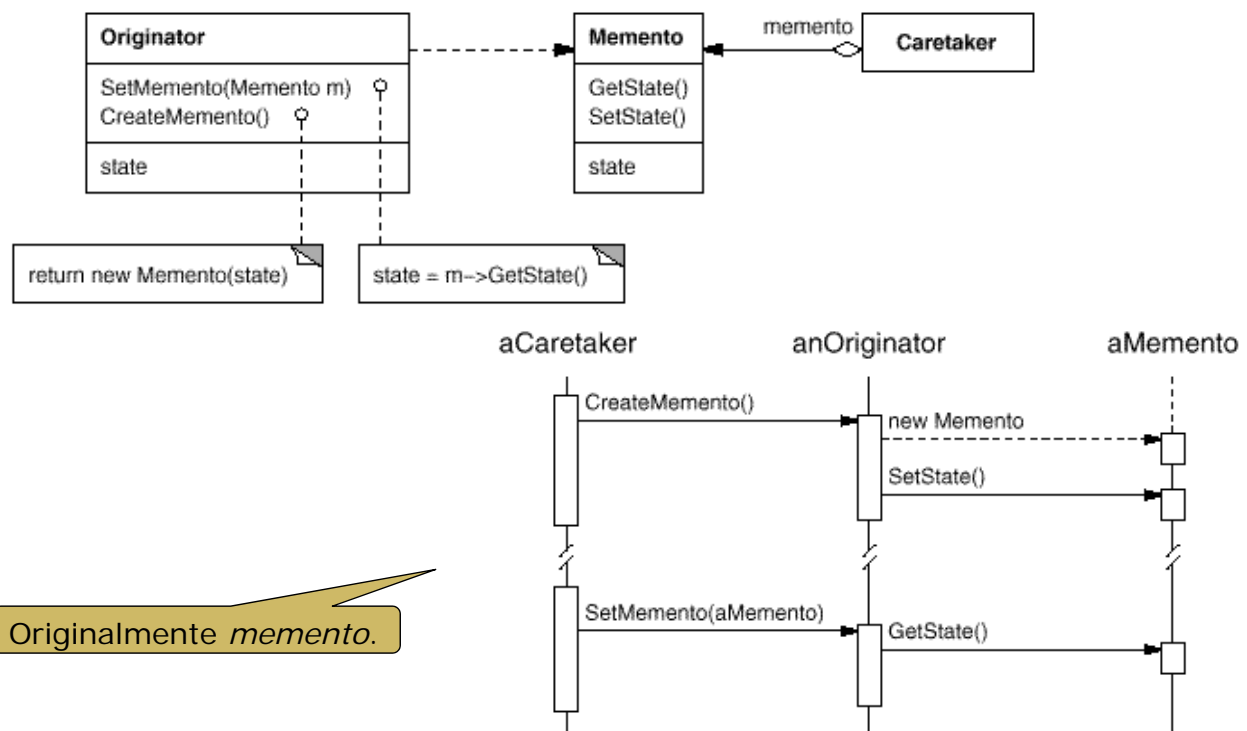 Originator
SetMemento(Memento m)
CreateMemento()
state
Memento
GetState()
SetState()
state
memento
Caretaker
return new Memento(state)
state = m->GetState()
aCaretaker
anOriginator
aMemento
CreateMemento()
new Memento
SetState()
SetMemento(aMemento)
GetState()
Originalmente memento.